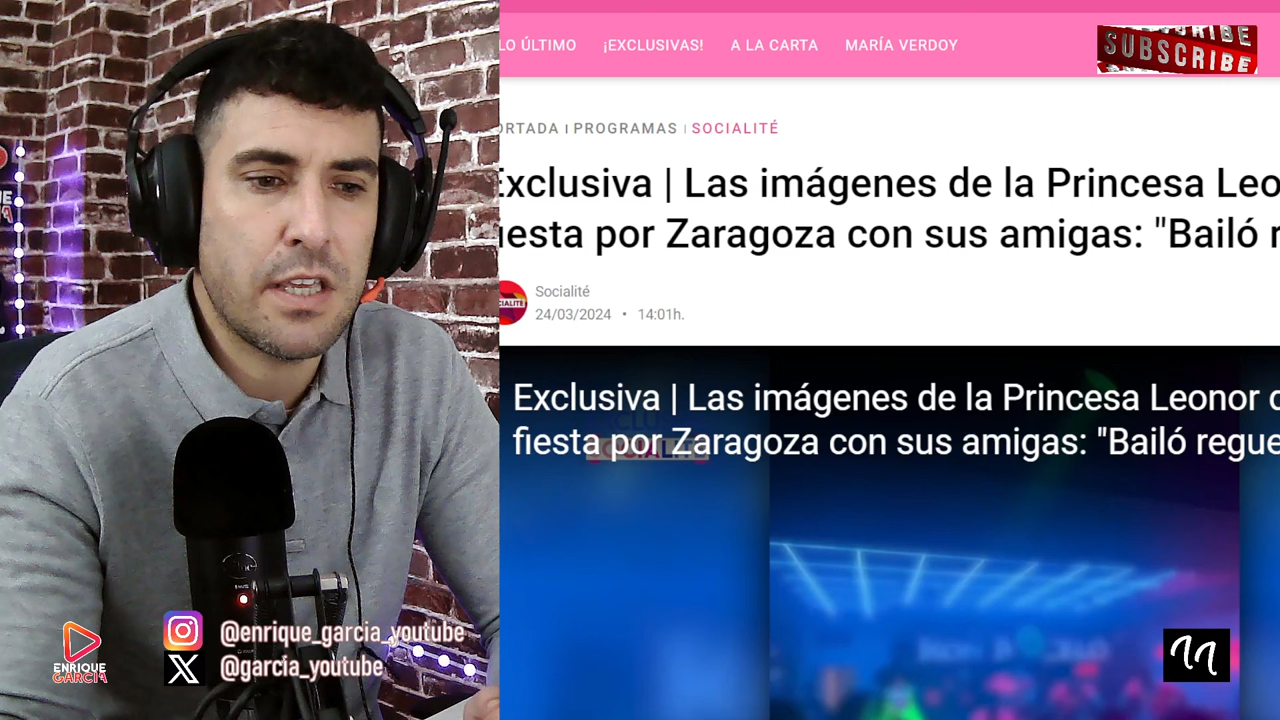 LO ÚLTIMO ¡EXCLUSIVAS! A LA CARTA MARÍA VERDOY
SUBSCRIBE
ORTADA | PROGRAMAS | SOCIALITÉ
Exclusiva | Las imágenes de la Princesa Leo
fiesta por Zaragoza con sus amigas: "Bailó r
Socialité
24/03/2024 • 14:01h.
Exclusiva | Las imágenes de la Princesa Leonor d
fiesta por Zaragoza con sus amigas: "Bailó regue
@enrique_garcia_youtube
@garcia_youtube
ENRIQUE
GARCIA